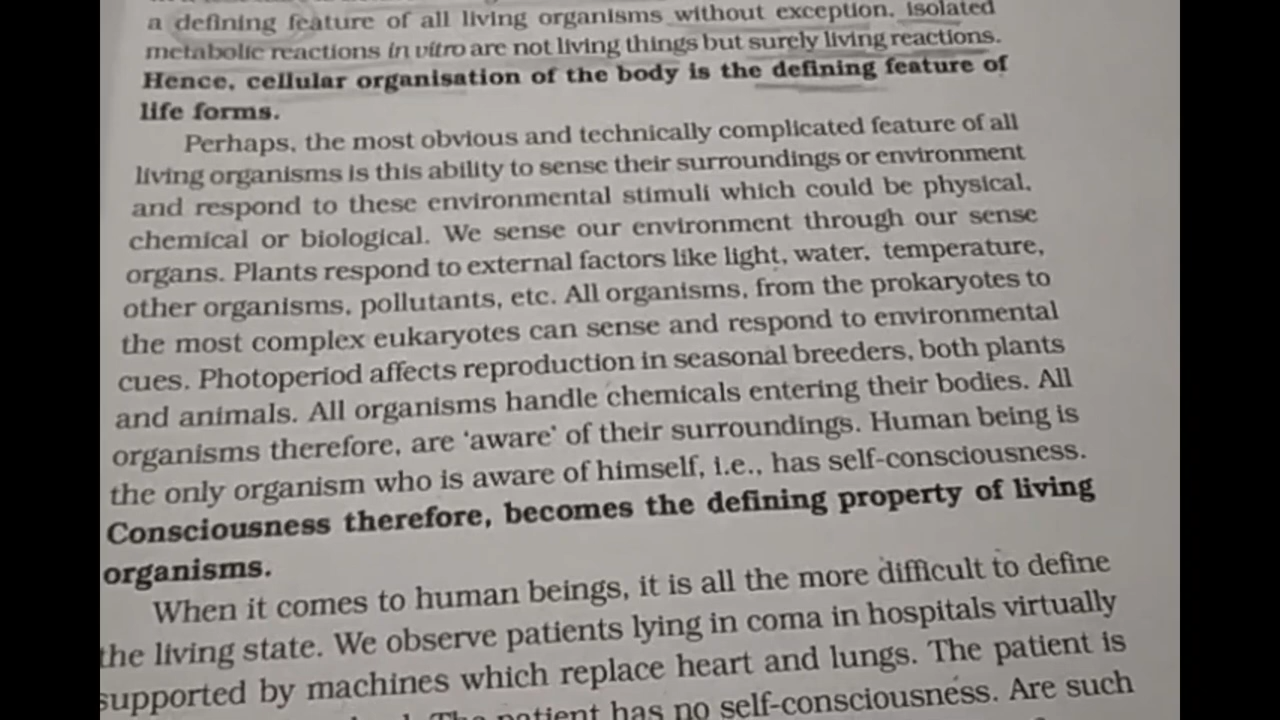 a defining feature of all living organisms without exception, isolated
metabolic reactions in vitro are not living things but surely living reactions.
Hence, cellular organisation of the body is the defining feature of
life forms.
Perhaps, the most obvious and technically complicated feature of all
living organisms is this ability to sense their surroundings or environment
and respond to these environmental stimuli which could be physical,
chemical or biological. We sense our environment through our sense
organs. Plants respond to external factors like light, water, temperature,
other organisms, pollutants, etc. All organisms, from the prokaryotes to
the most complex eukaryotes can sense and respond to environmental
cues. Photoperiod affects reproduction in seasonal breeders, both plants
and animals. All organisms handle chemicals entering their bodies. All
organisms therefore, are ‘aware’ of their surroundings. Human being is
the only organism who is aware of himself, i.e., has self-consciousness.
Consciousness therefore, becomes the defining property of living
organisms.
When it comes to human beings, it is all the more difficult to define
the living state. We observe patients lying in coma in hospitals virtually
supported by machines which replace heart and lungs. The patient is
The patient has no self-consciousness. Are such